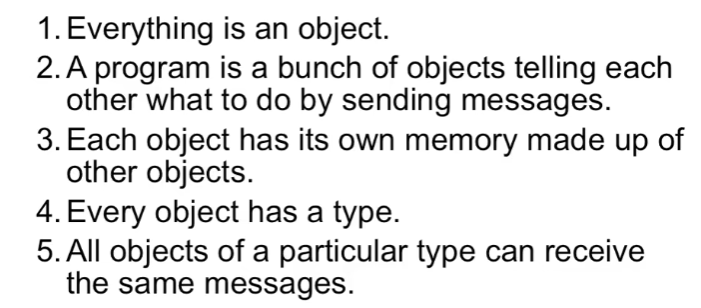 1. Everything is an object.
2. A program is a bunch of objects telling each
other what to do by sending messages.
3. Each object has its own memory made up of
other objects.
4. Every object has a type.
5. All objects of a particular type can receive
the same messages.